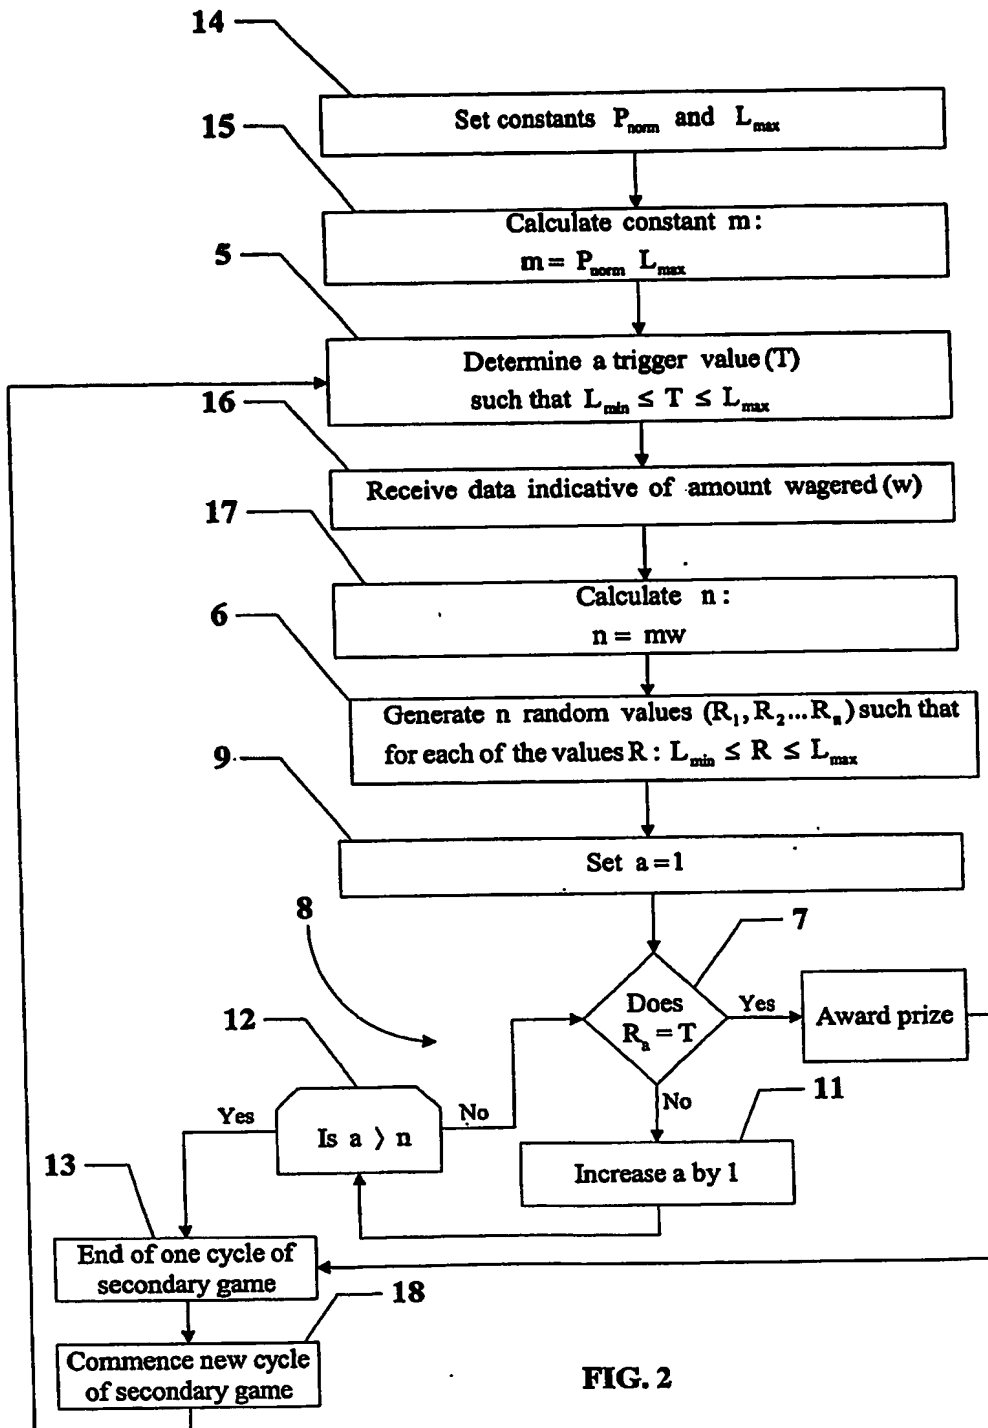 14
Set constants P_norm and L_max
15
Calculate constant m:
m = P_norm L_max
5
Determine a trigger value (T)
such that L_min ≤ T ≤ L_max
16
Receive data indicative of amount wagered (w)
17
Calculate n:
n = mw
6
Generate n random values (R_1, R_2...R_n) such that
for each of the values R: L_min ≤ R ≤ L_max
9
Set a=1
8
7
Does
R_a = T
Yes
Award prize
No
12
Is a 〉 n
Yes
No
11
Increase a by 1
13
End of one cycle of
secondary game
18
Commence new cycle
of secondary game
FIG. 2